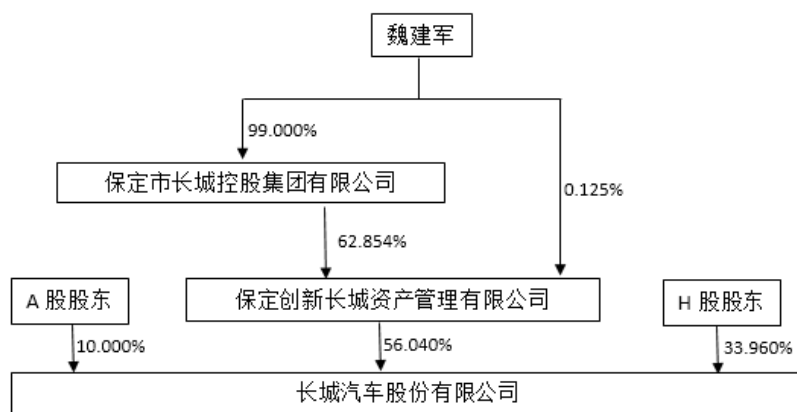 魏建军
99.000%
保定市长城控股集团有限公司
0.125%
62.854%
A 股股东
保定创新长城资产管理有限公司
H 股股东
10.000%
56.040%
33.960%
长城汽车股份有限公司